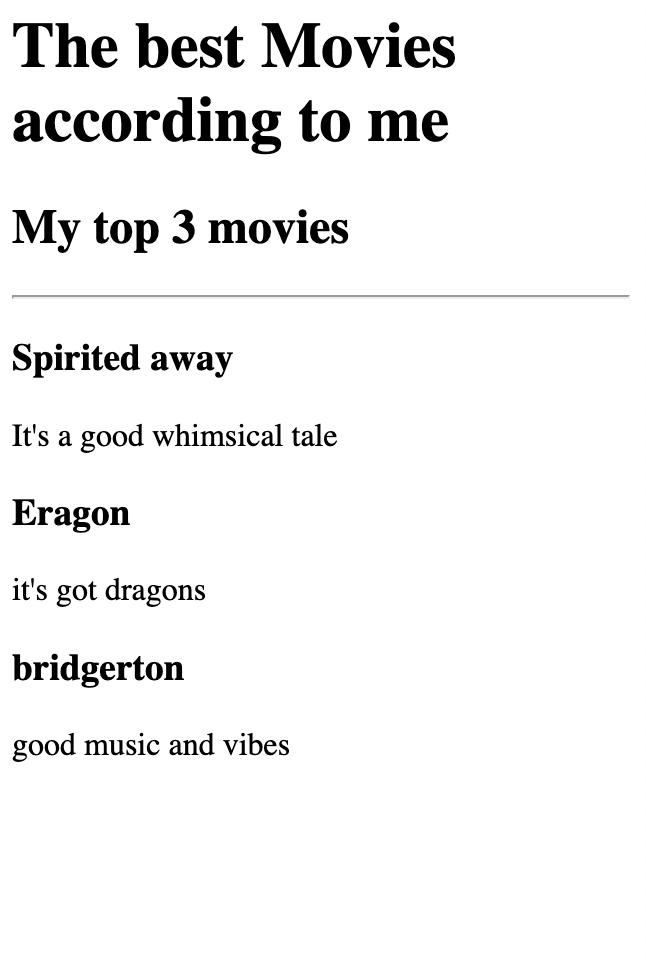 The best Movies
according to me
My top 3 movies
Spirited away
It's a good whimsical tale
Eragon
it's got dragons
bridgerton
good music and vibes